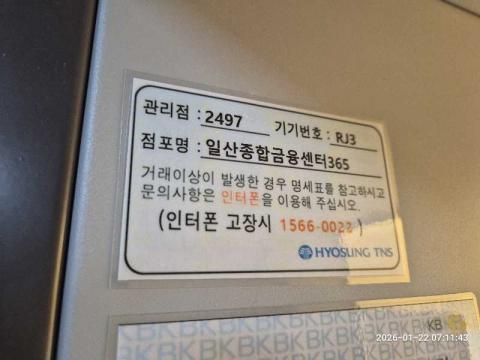 관리점 : 2497 기기번호 : RJ3
점포명 : 일산종합금융센터365
거래이상이 발생한 경우 명세표를 참고하시고
문의사항은 인터폰을 이용해 주십시오.
(인터폰 고장시 1566-0023 )
HYOSUNG TNS
KB
BKBKBKBKBKBKBK
2026-01-22 07:11:43